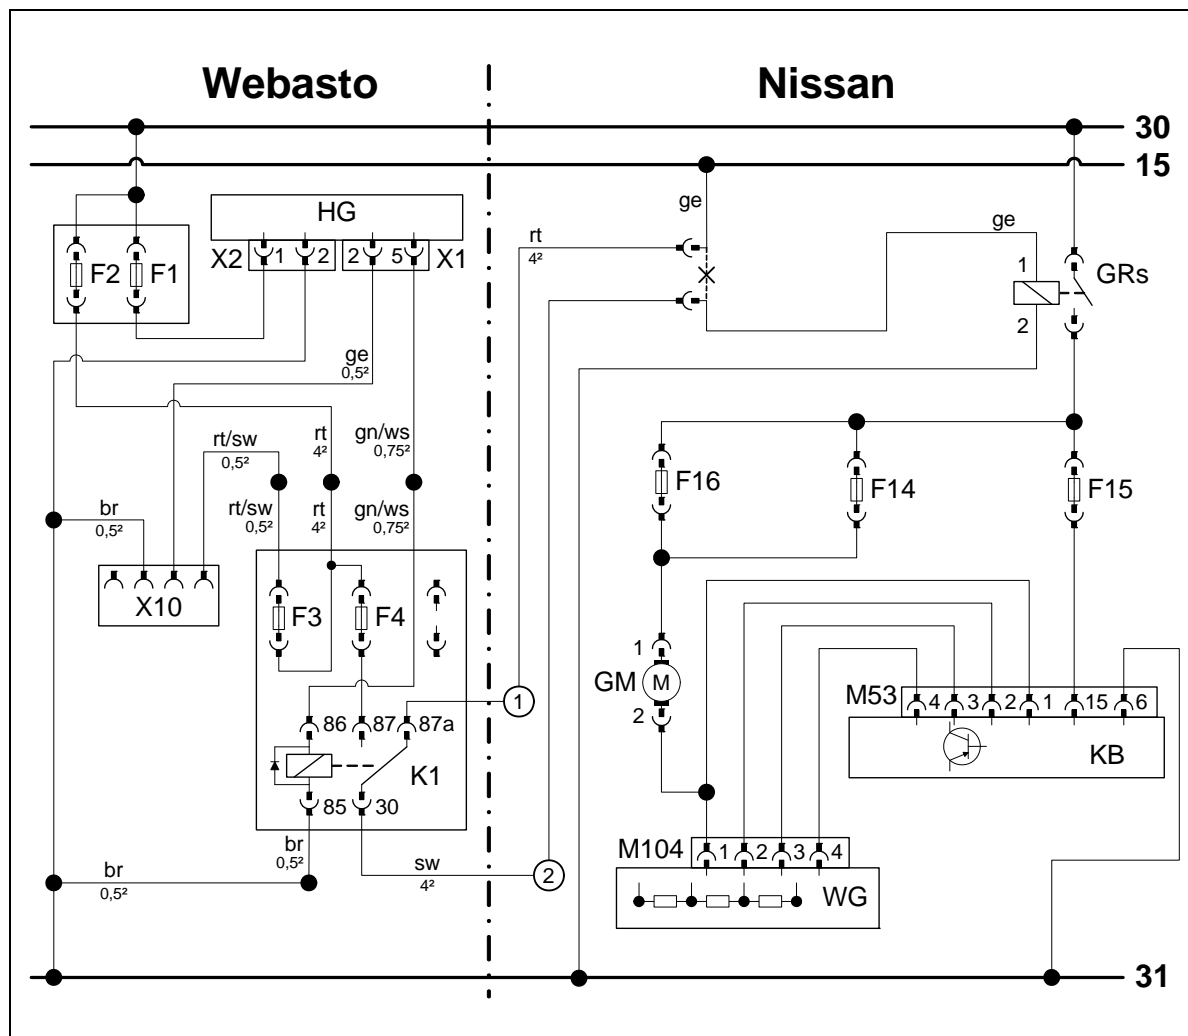 Webasto Nissan
30
15
HG
ge
rt
4²
ge
X2 1 2 2 5 X1
F2 F1
1
GRs
2
ge
0,5²
rt/sw
0,5²
rt
4²
gn/ws
0,75²
F16 F14 F15
br
0,5²
rt/sw
0,5²
rt
4²
gn/ws
0,75²
X10
F3 F4
1
GM M
2
M53 4 3 2 1 15 6
KB
1
86 87 87a
K1
85 30
br
0,5²
M104 1 2 3 4
WG
br
0,5²
sw
4²
2
31